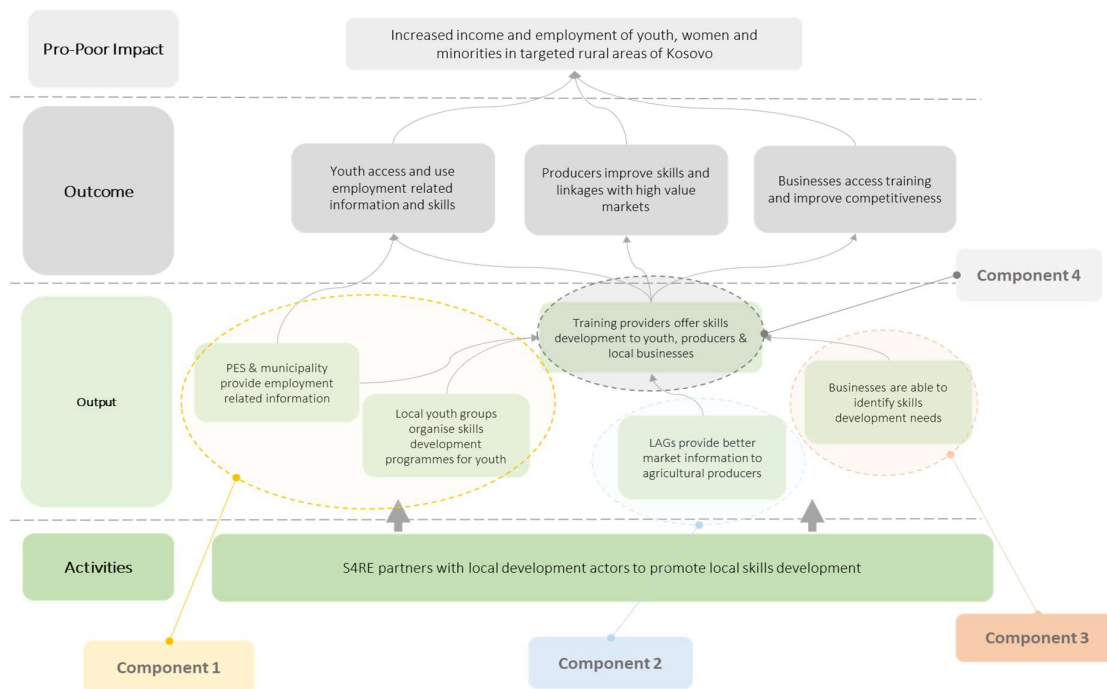 Pro-Poor Impact
Increased income and employment of youth, women and
minorities in targeted rural areas of Kosovo
Outcome
Youth access and use
employment related
information and skills
Producers improve skills and
linkages with high value
markets
Businesses access training
and improve competitiveness
Component 4
Output
Training providers offer skills
development to youth, producers &
local businesses
PES & municipality
provide employment
related information
Local youth groups
organise skills
development
programmes for youth
LAGs provide better
market information to
agricultural producers
Businesses are able to
identify skills
development needs
Activities
S4RE partners with local development actors to promote local skills development
Component 1
Component 2
Component 3